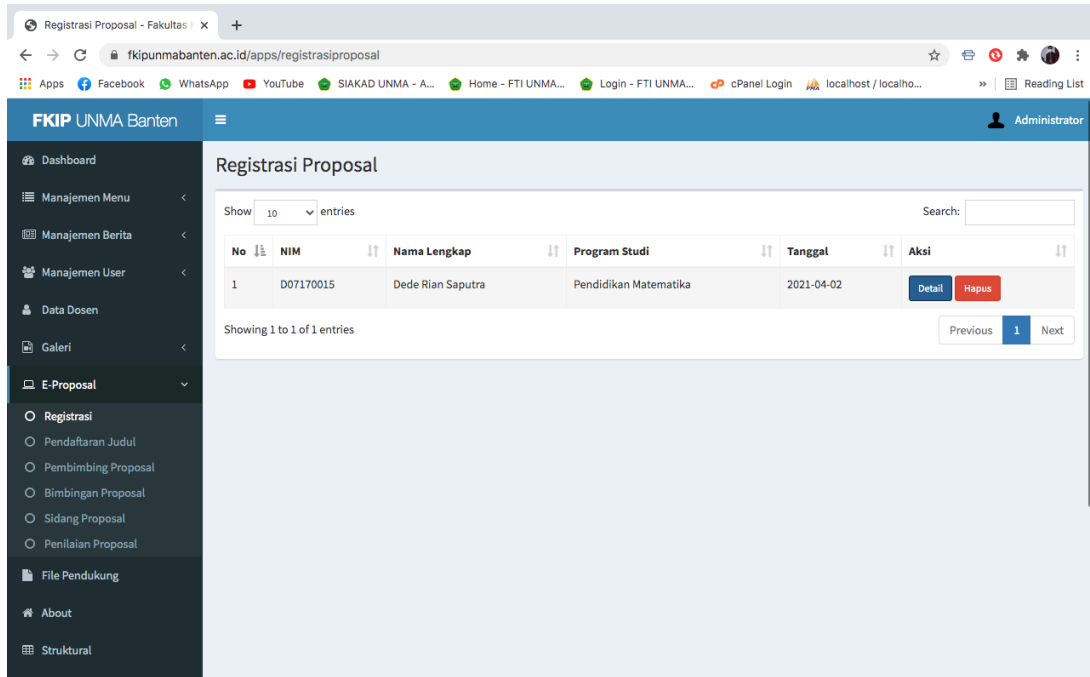 Registrasi Proposal - Fakultas
fkipunmabanten.ac.id/apps/registrasiproposal
Apps Facebook WhatsApp YouTube SIAKAD UNMA - A... Home - FTI UNMA... Login - FTI UNMA... cPanel Login localhost / localho... » Reading List
FKIP UNMA Banten
Administrator
Dashboard
Manajemen Menu
Manajemen Berita
Manajemen User
Data Dosen
Galeri
E-Proposal
Registrasi
Pendaftaran Judul
Pembimbing Proposal
Bimbingan Proposal
Sidang Proposal
Penilaian Proposal
File Pendukung
About
Struktural
Registrasi Proposal
Show 10 entries
Search:
No NIM Nama Lengkap Program Studi Tanggal Aksi
1 D07170015 Dede Rian Saputra Pendidikan Matematika 2021-04-02 Detail Hapus
Showing 1 to 1 of 1 entries
Previous 1 Next